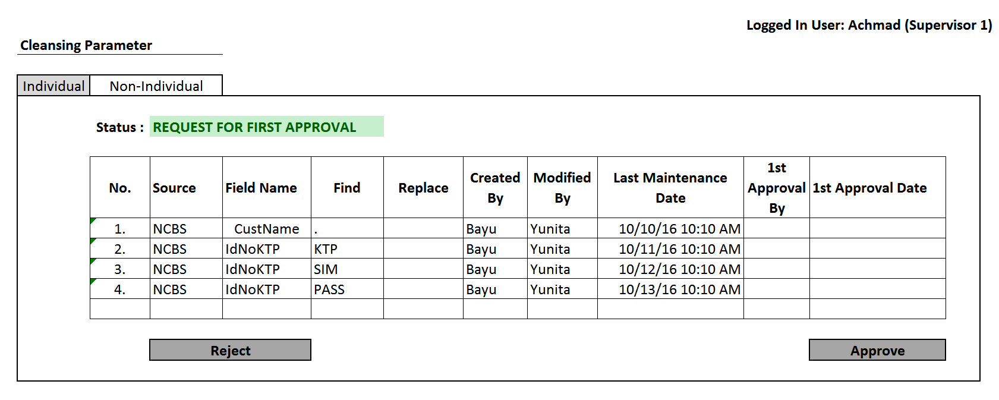 Logged In User: Achmad (Supervisor 1)
Cleansing Parameter
Individual Non-Individual
Status : REQUEST FOR FIRST APPROVAL
No. Source Field Name Find Replace Created By Modified By Last Maintenance Date 1st Approval By 1st Approval Date
1. NCBS CustName . Bayu Yunita 10/10/16 10:10 AM
2. NCBS IdNoKTP KTP Bayu Yunita 10/11/16 10:10 AM
3. NCBS IdNoKTP SIM Bayu Yunita 10/12/16 10:10 AM
4. NCBS IdNoKTP PASS Bayu Yunita 10/13/16 10:10 AM
Reject Approve